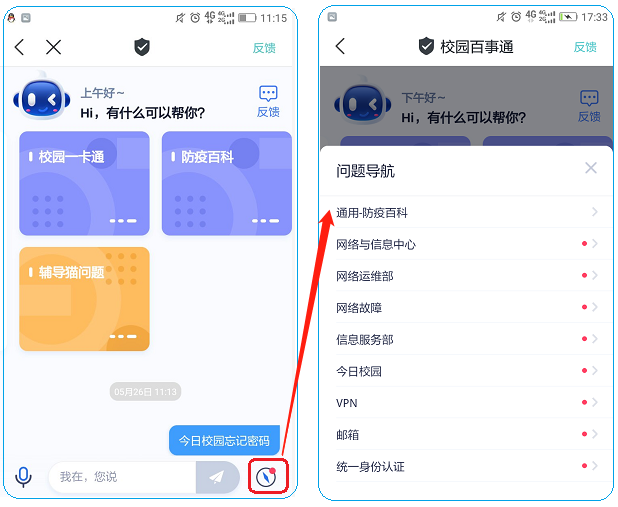 4G 4G 2G 11:15
反馈
上午好~
Hi，有什么可以帮你?
反馈
校园一卡通
防疫百科
辅导猫问题
05月26日 11:13
今日校园忘记密码
我在，您说
4G 4G 2G 17:33
校园百事通
反馈
下午好~
Hi，有什么可以帮你?
反馈
问题导航
通用-防疫百科
网络与信息中心
网络运维部
网络故障
信息服务部
今日校园
VPN
邮箱
统一身份认证